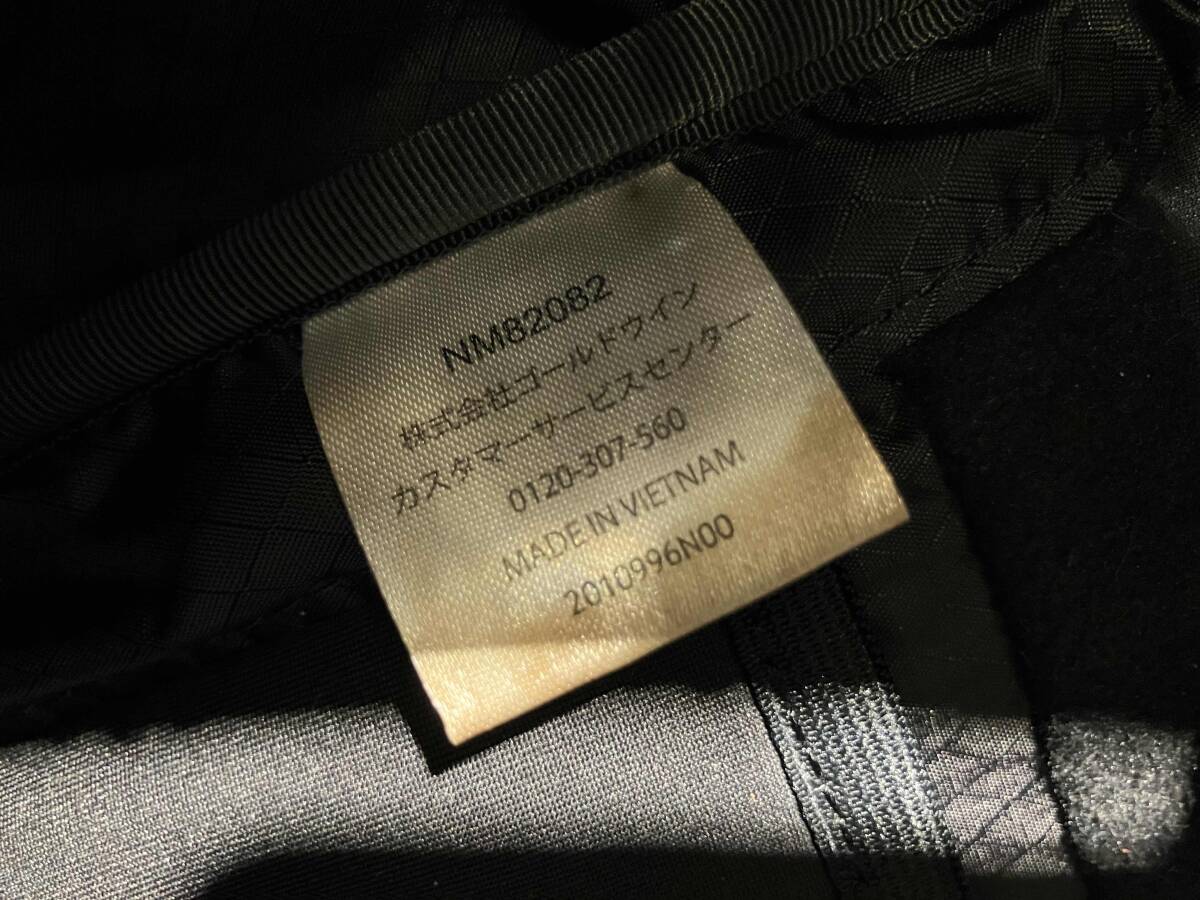 NM82082
株式会社ゴールドウイン
カスタマーサービスセンター
0120-307-560
MADE IN VIETNAM
2010996N00